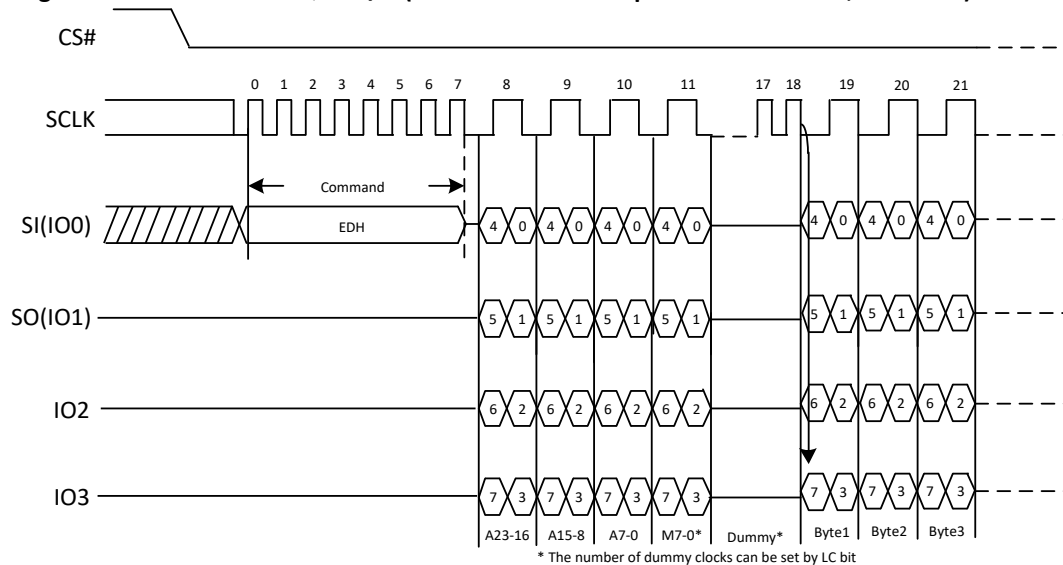 CS#
0 1 2 3 4 5 6 7 8 9 10 11 17 18 19 20 21
SCLK
Command
SI(IO0) EDH 4 0 4 0 4 0 4 0 4 0 4 0 4 0
SO(IO1) 5 1 5 1 5 1 5 1 5 1 5 1 5 1
IO2 6 2 6 2 6 2 6 2 6 2 6 2 6 2
IO3 7 3 7 3 7 3 7 3 7 3 7 3 7 3
A23-16 A15-8 A7-0 M7-0* Dummy* Byte1 Byte2 Byte3
* The number of dummy clocks can be set by LC bit